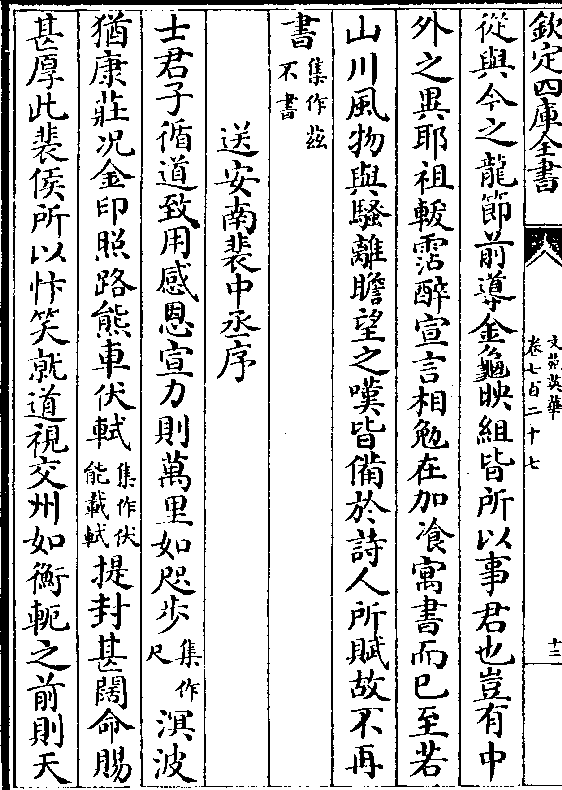 欽定四庫全書
文苑英華
卷七百二十七
十三
從與今之龍節前導金龜映組皆所以事君也豈有中
外之異耶祖軷霑醉宣言相勉在加飡寓書而已至若
山川風物與騷離瞻望之嘆皆備於詩人所賦故不再
書集作玆不書
送安南裴中丞序
士君子循道致用感恩宣力則萬里如咫步集作尺溟波
猶康莊况金印照路熊車伏軾集作伏能載軾提封甚闊命賜
甚厚此裴侯所以忭笑就道視交州如衡軛之前則天